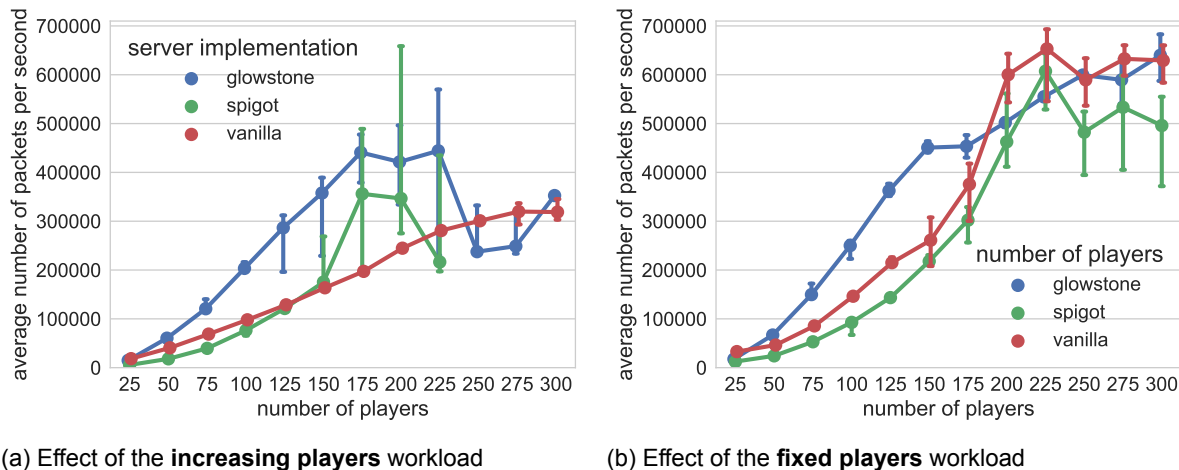 700000
600000
500000
400000
300000
200000
100000
0
average number of packets per second
server implementation
glowstone
spigot
vanilla
25 50 75 100 125 150 175 200 225 250 275 300
number of players
(a) Effect of the increasing players workload
700000
600000
500000
400000
300000
200000
100000
0
average number of packets per second
number of players
glowstone
spigot
vanilla
25 50 75 100 125 150 175 200 225 250 275 300
number of players
(b) Effect of the fixed players workload